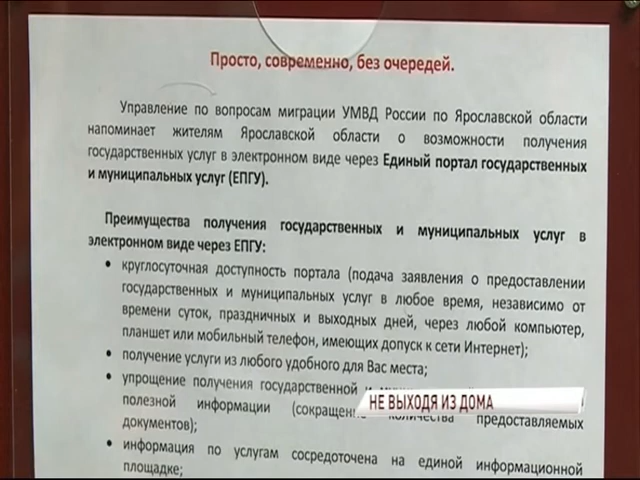 Просто, современно, без очередей.
Управление по вопросам миграции УМВД России по Ярославской области
напоминает жителям Ярославской области о возможности получения
государственных услуг в электронном виде через Единый портал государственных
и муниципальных услуг (ЕПГУ).
Преимущества получения государственных и муниципальных услуг в
электронном виде через ЕПГУ:
• круглосуточная доступность портала (подача заявления о предоставлении
государственных и муниципальных услуг в любое время, независимо от
времени суток, праздничных и выходных дней, через любой компьютер,
планшет или мобильный телефон, имеющих допуск к сети Интернет);
• получение услуги из любого удобного для Вас места;
• упрощение получения государственной и
полезной информации (сокращение количества предоставляемых
документов);
НЕ ВЫХОДЯ ИЗ ДОМА
• информация по услугам сосредоточена на единой информационной
площадке;